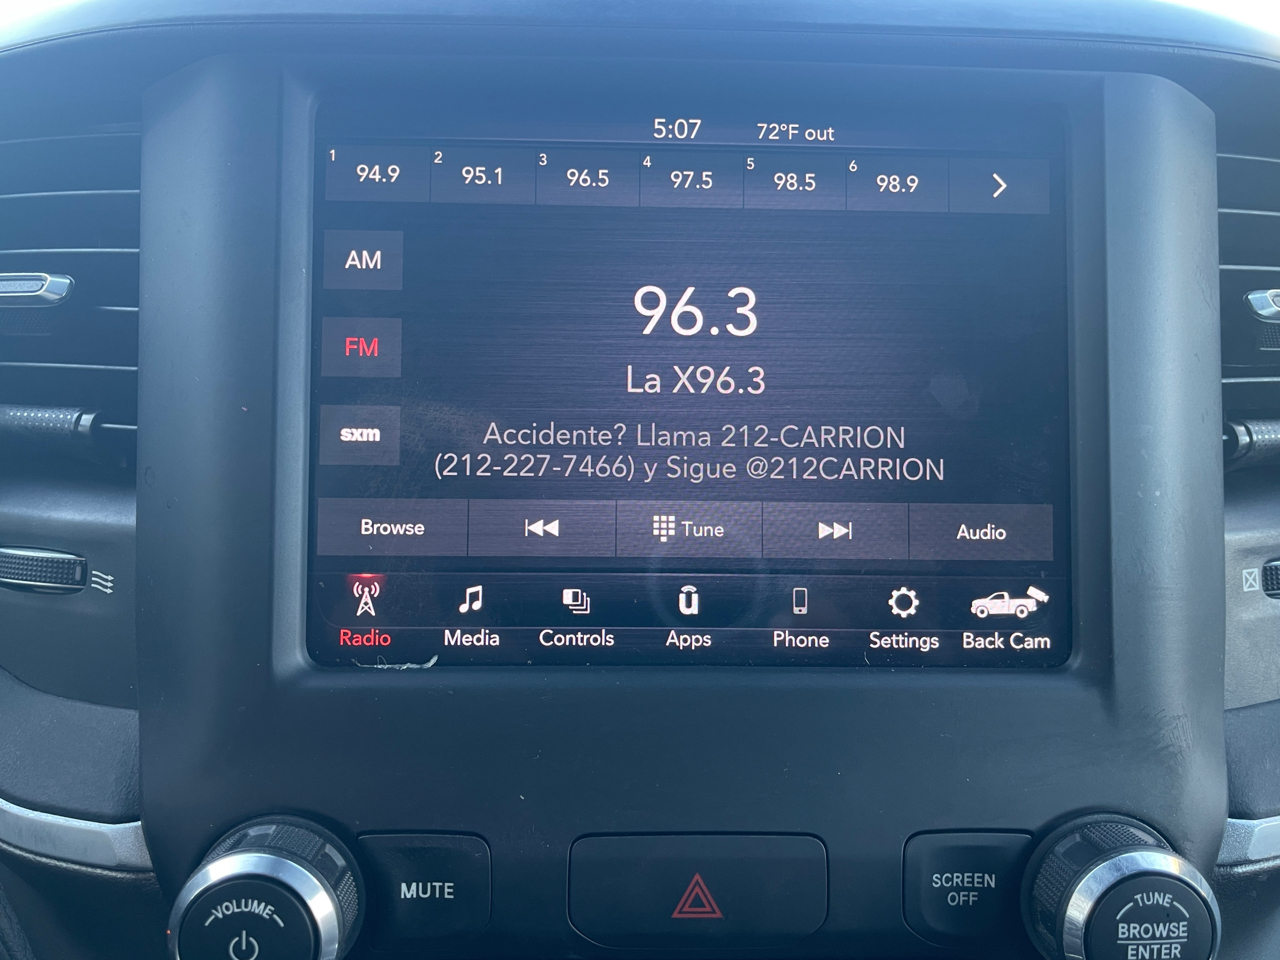 5:07 72°F out
1 94.9 2 95.1 3 96.5 4 97.5 5 98.5 6 98.9
AM
96.3
FM
La X96.3
sxm
Accidente? Llama 212-CARRION
(212-227-7466) y Sigue @212CARRION
Browse Tune Audio
Radio Media Controls Apps Phone Settings Back Cam
VOLUME
MUTE
SCREEN
OFF
TUNE
BROWSE
ENTER